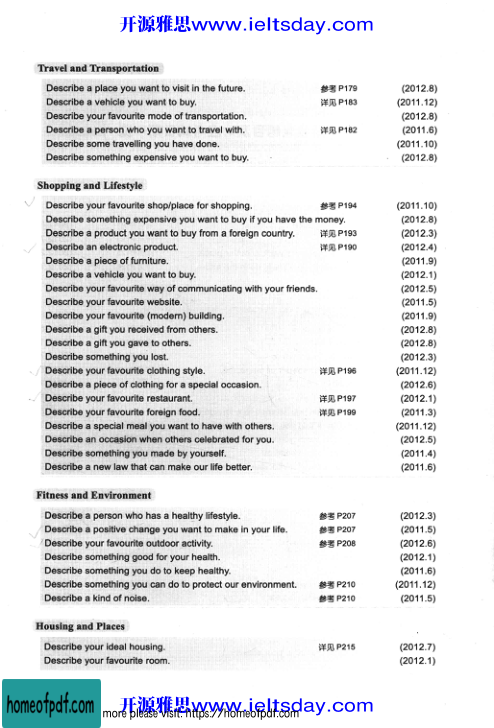 开源雅思www.ieltsday.com
Travel and Transportation
Describe a place you want to visit in the future. 参考 P179 (2012.8)
Describe a vehicle you want to buy. 详见 P183 (2011.12)
Describe your favourite mode of transportation. (2012.8)
Describe a person who you want to travel with. 详见 P182 (2011.6)
Describe some travelling you have done. (2011.10)
Describe something expensive you want to buy. (2012.8)
Shopping and Lifestyle
Describe your favourite shop/place for shopping. 参考 P194 (2011.10)
Describe something expensive you want to buy if you have the money. (2012.8)
Describe a product you want to buy from a foreign country. 详见 P193 (2012.3)
Describe an electronic product. 详见 P190 (2012.4)
Describe a piece of furniture. (2011.9)
Describe a vehicle you want to buy. (2012.1)
Describe your favourite way of communicating with your friends. (2012.5)
Describe your favourite website. (2011.5)
Describe your favourite (modern) building. (2011.9)
Describe a gift you received from others. (2012.8)
Describe a gift you gave to others. (2012.8)
Describe something you lost. (2012.3)
Describe your favourite clothing style. 详见 P196 (2011.12)
Describe a piece of clothing for a special occasion. (2012.6)
Describe your favourite restaurant. 详见 P197 (2012.1)
Describe your favourite foreign food. 详见 P199 (2011.3)
Describe a special meal you want to have with others. (2011.12)
Describe an occasion when others celebrated for you. (2012.5)
Describe something you made by yourself. (2011.4)
Describe a new law that can make our life better. (2011.6)
Fitness and Environment
Describe a person who has a healthy lifestyle. 参考 P207 (2012.3)
Describe a positive change you want to make in your life. 参考 P207 (2011.5)
Describe your favourite outdoor activity. 参考 P208 (2012.6)
Describe something good for your health. (2012.1)
Describe something you do to keep healthy. (2011.6)
Describe something you can do to protect our environment. 参考 P210 (2011.12)
Describe a kind of noise. 参考 P210 (2011.5)
Housing and Places
Describe your ideal housing. 详见 P215 (2012.7)
Describe your favourite room. (2012.1)
homeofpdf.com
开源雅思www.ieltsday.com
more please visit: https://homeofpdf.com